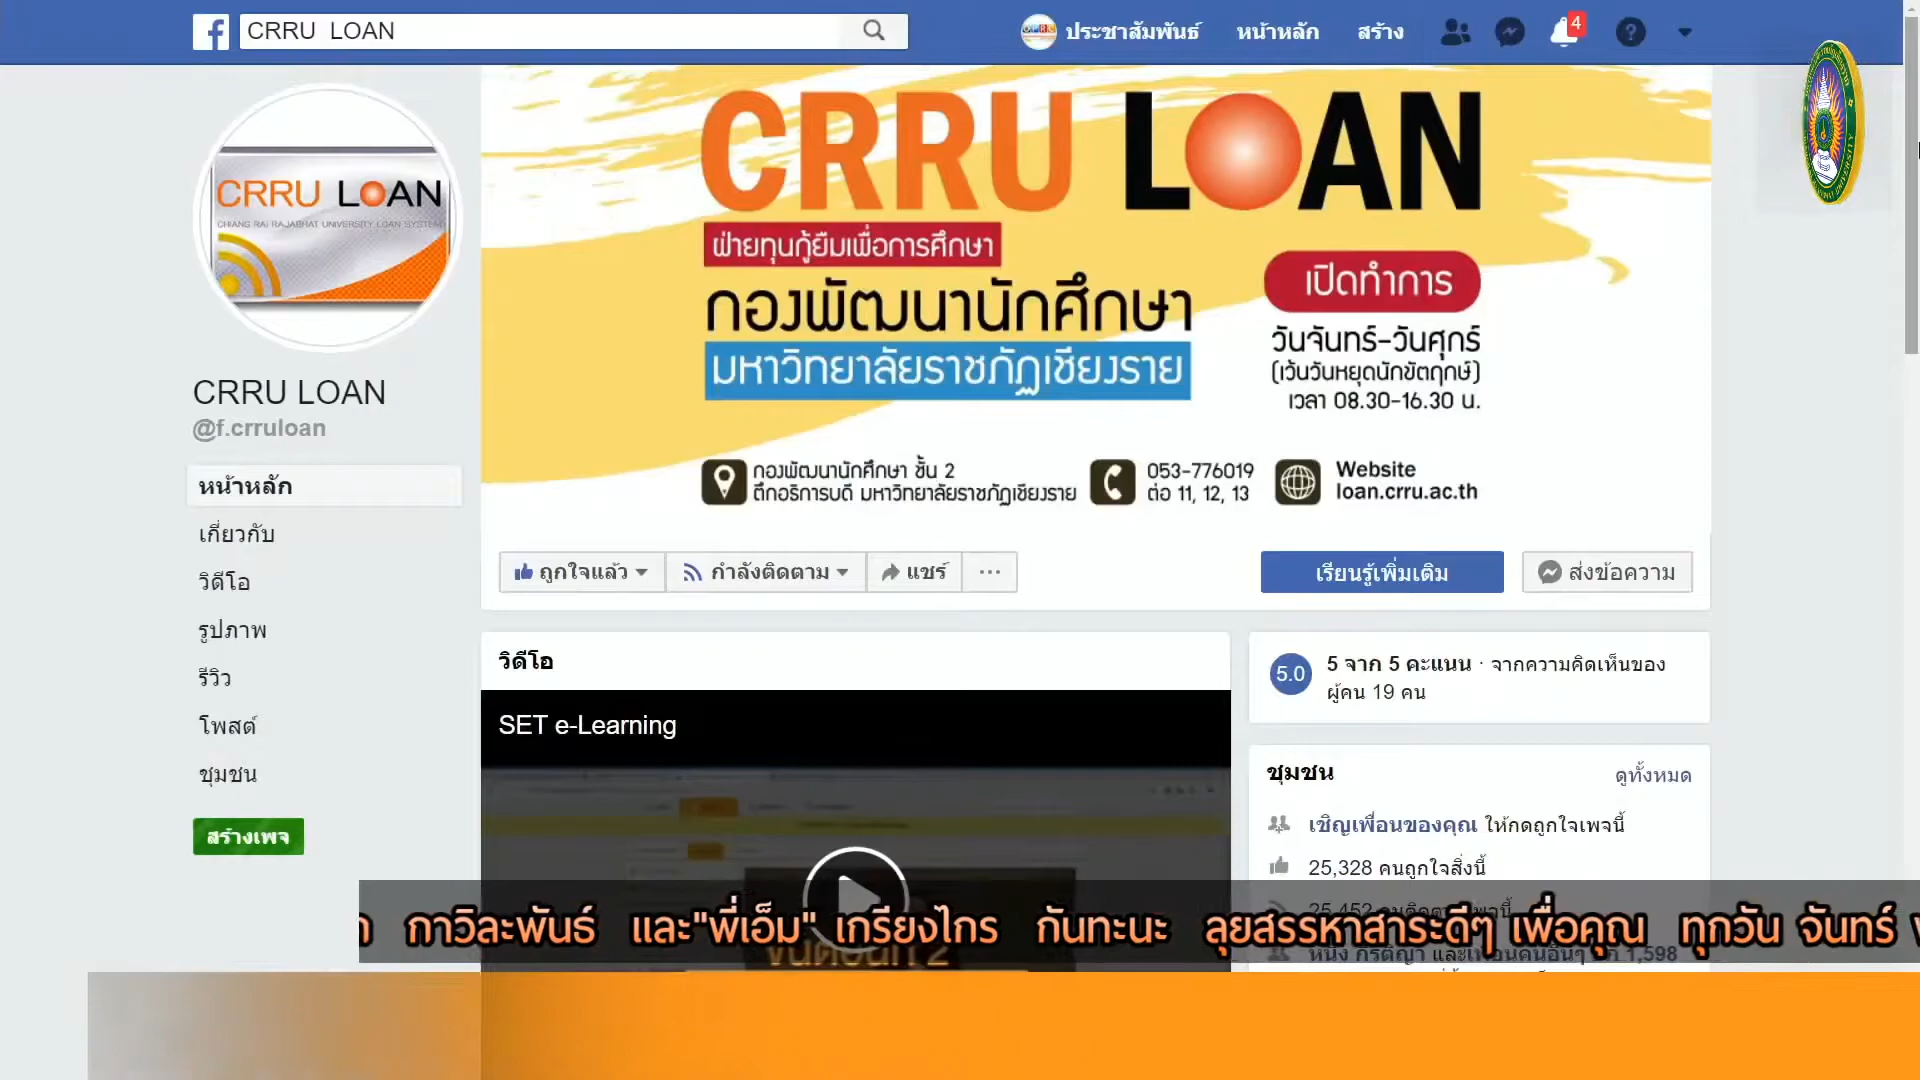 CRRU LOAN
ประชาสัมพันธ์
หน้าหลัก
สร้าง
4
CRRU LOAN
CHIANG RAI RAJABHAT UNIVERSITY LOAN SYSTEM
CRRU LOAN
@f.crruloan
หน้าหลัก
เกี่ยวกับ
วิดีโอ
รูปภาพ
รีวิว
โพสต์
ชุมชน
สร้างเพจ
CRRU LOAN
ฝ่ายทุนกู้ยืมเพื่อการศึกษา
กองพัฒนานักศึกษา
มหาวิทยาลัยราชภัฏเชียงราย
เปิดทำการ
วันจันทร์-วันศุกร์
(เว้นวันหยุดนักขัตฤกษ์)
เวลา 08.30-16.30 น.
กองพัฒนานักศึกษา ชั้น 2
ตึกอธิการบดี มหาวิทยาลัยราชภัฏเชียงราย
053-776019
ต่อ 11, 12, 13
Website
loan.crru.ac.th
ถูกใจแล้ว
กำลังติดตาม
แชร์
เรียนรู้เพิ่มเติม
ส่งข้อความ
วิดีโอ
SET e-Learning
ขั้นตอนที่ 2
5.0
5 จาก 5 คะแนน · จากความคิดเห็นของ
ผู้คน 19 คน
ชุมชน
ดูทั้งหมด
เชิญเพื่อนของคุณ ให้กดถูกใจเพจนี้
25,328 คนถูกใจสิ่งนี้
กาวิละพันธ์ และ"พี่เอ็ม" เกรียงไกร กันทะนะ ลุยสรรหาสาระดีๆ เพื่อคุณ ทุกวัน จันทร์